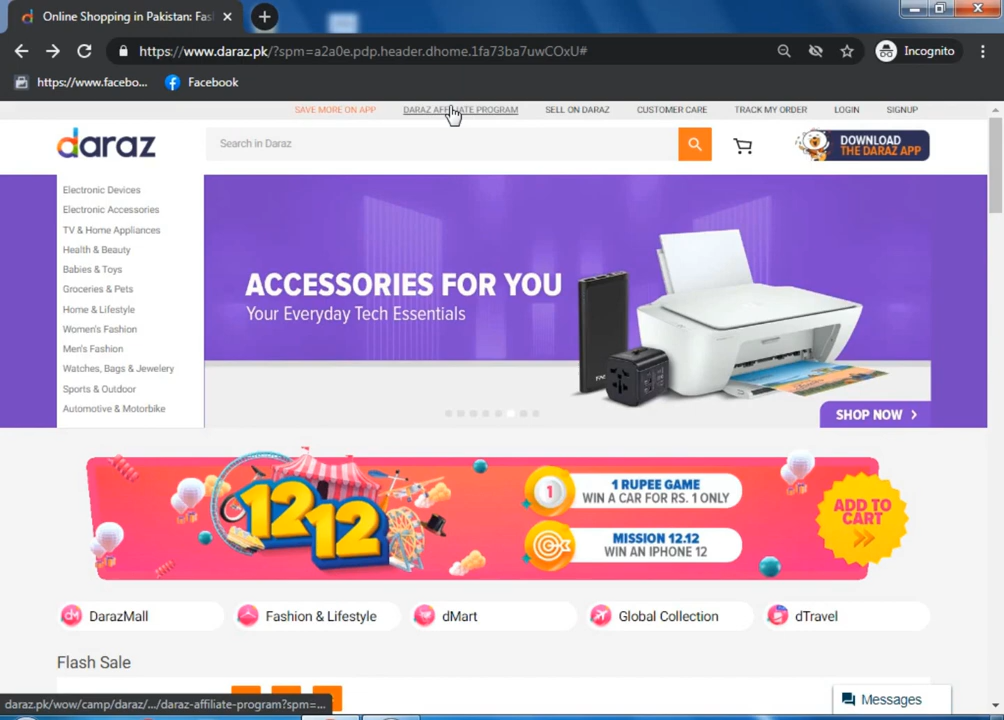 Online Shopping in Pakistan: Fas
https://www.daraz.pk/?spm=a2a0e.pdp.header.dhome.1fa73ba7uwCOxU#
Incognito
https://www.facebo...
Facebook
SAVE MORE ON APP
DARAZ AFFILIATE PROGRAM
SELL ON DARAZ
CUSTOMER CARE
TRACK MY ORDER
LOGIN
SIGNUP
daraz
Search in Daraz
DOWNLOAD
THE DARAZ APP
Electronic Devices
Electronic Accessories
TV & Home Appliances
Health & Beauty
Babies & Toys
Groceries & Pets
Home & Lifestyle
Women's Fashion
Men's Fashion
Watches, Bags & Jewelery
Sports & Outdoor
Automotive & Motorbike
ACCESSORIES FOR YOU
Your Everyday Tech Essentials
SHOP NOW
12 12
1
1 RUPEE GAME
WIN A CAR FOR RS. 1 ONLY
MISSION 12.12
WIN AN IPHONE 12
ADD TO
CART
DarazMall
Fashion & Lifestyle
dMart
Global Collection
dTravel
Flash Sale
daraz.pk/wow/camp/daraz/.../daraz-affiliate-program?spm=...
Messages